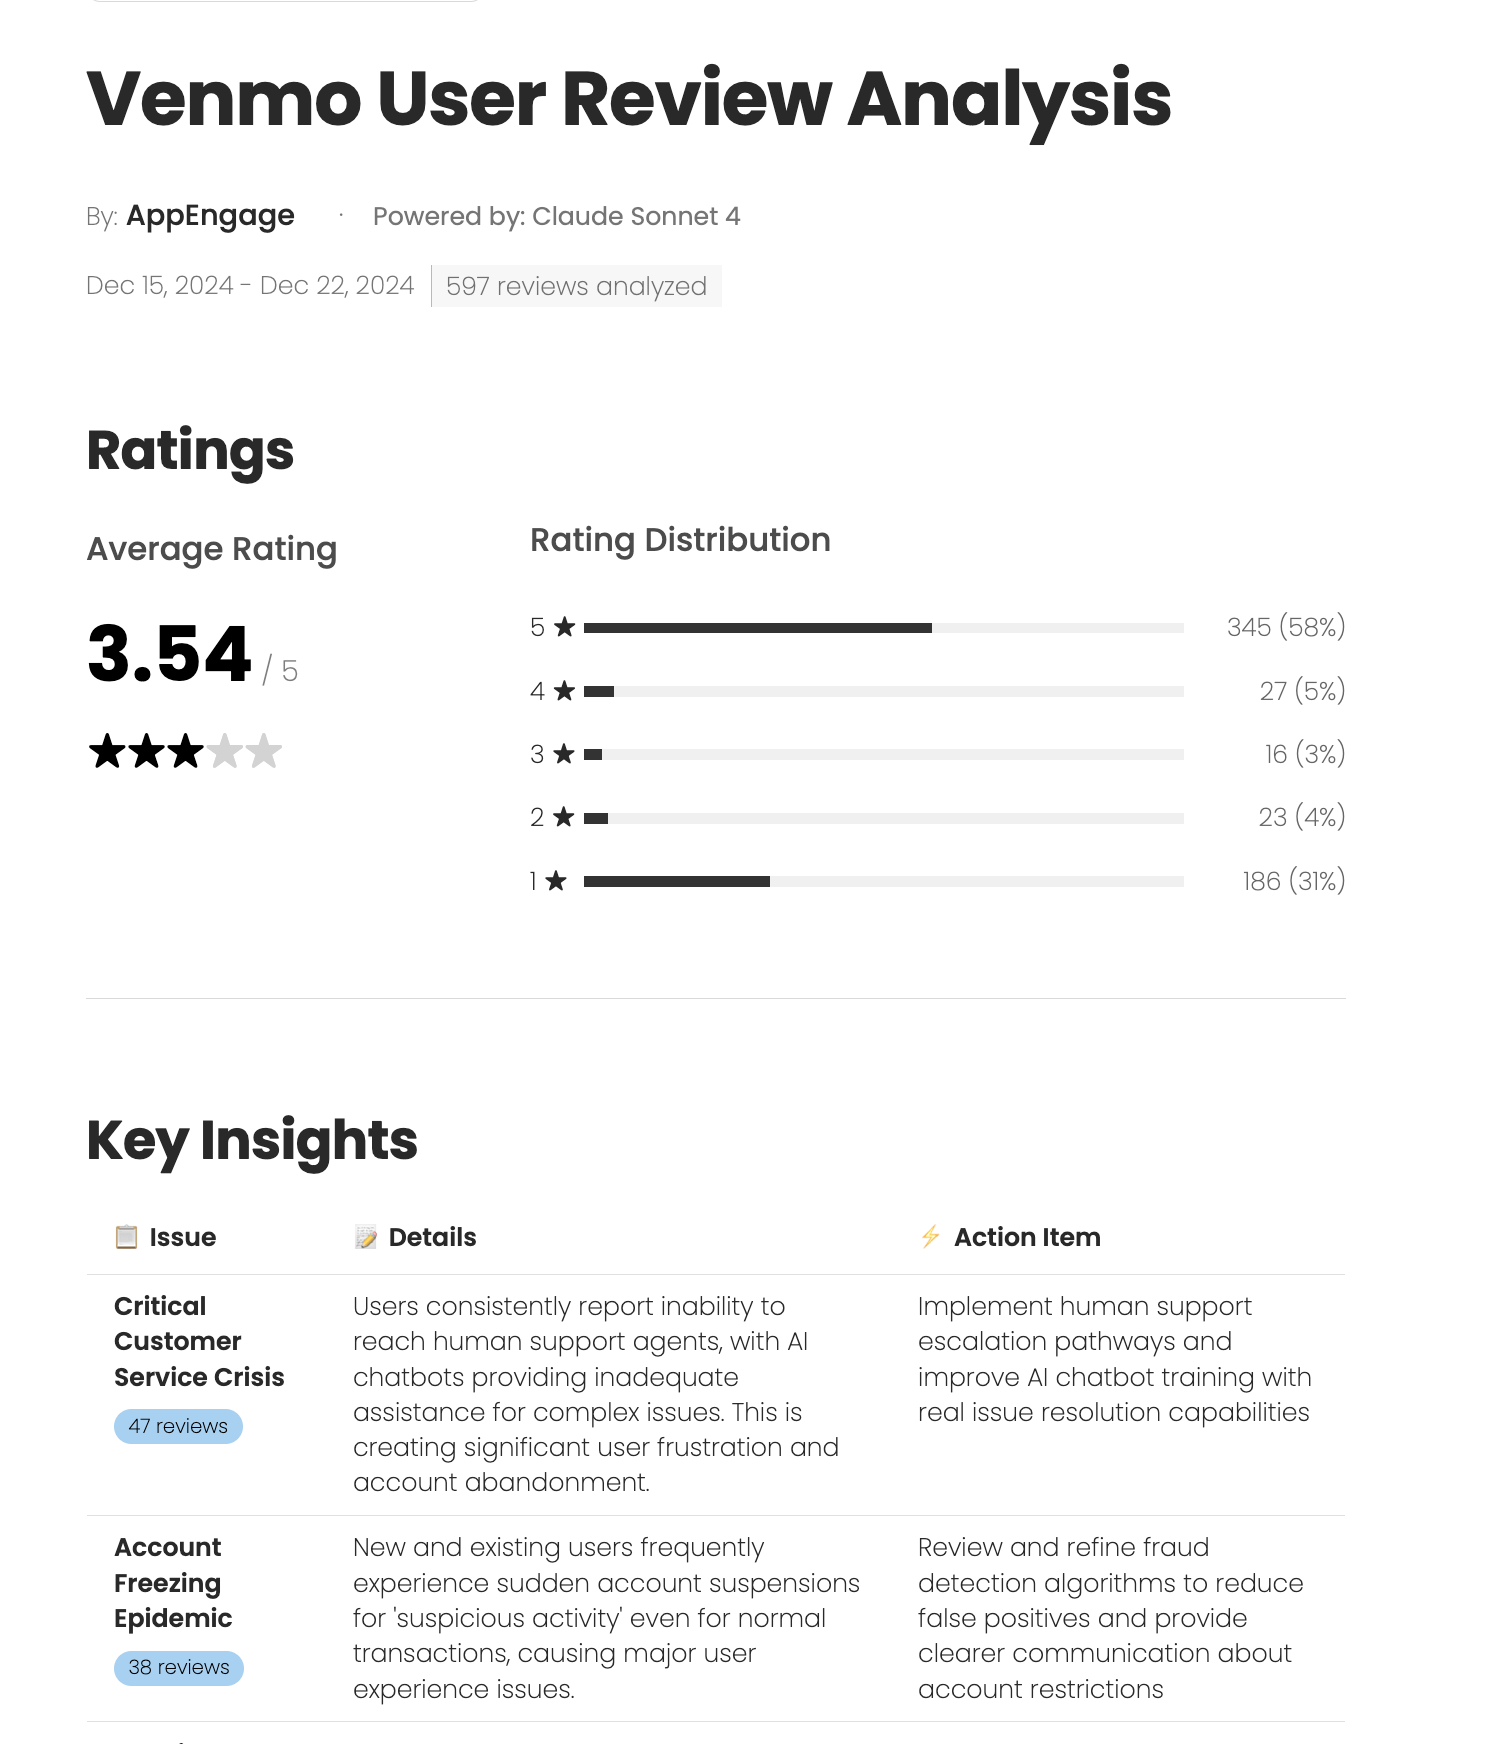 Venmo User Review Analysis
By: AppEngage · Powered by: Claude Sonnet 4
Dec 15, 2024 - Dec 22, 2024 597 reviews analyzed
Ratings
Average Rating
3.54 / 5
★★★★★
Rating Distribution
5 ★ 345 (58%)
4 ★ 27 (5%)
3 ★ 16 (3%)
2 ★ 23 (4%)
1 ★ 186 (31%)
Key Insights
📋 Issue 📝 Details ⚡ Action Item
Critical
Customer
Service Crisis
47 reviews
Users consistently report inability to
reach human support agents, with AI
chatbots providing inadequate
assistance for complex issues. This is
creating significant user frustration and
account abandonment.
Implement human support
escalation pathways and
improve AI chatbot training with
real issue resolution capabilities
Account
Freezing
Epidemic
38 reviews
New and existing users frequently
experience sudden account suspensions
for 'suspicious activity' even for normal
transactions, causing major user
experience issues.
Review and refine fraud
detection algorithms to reduce
false positives and provide
clearer communication about
account restrictions